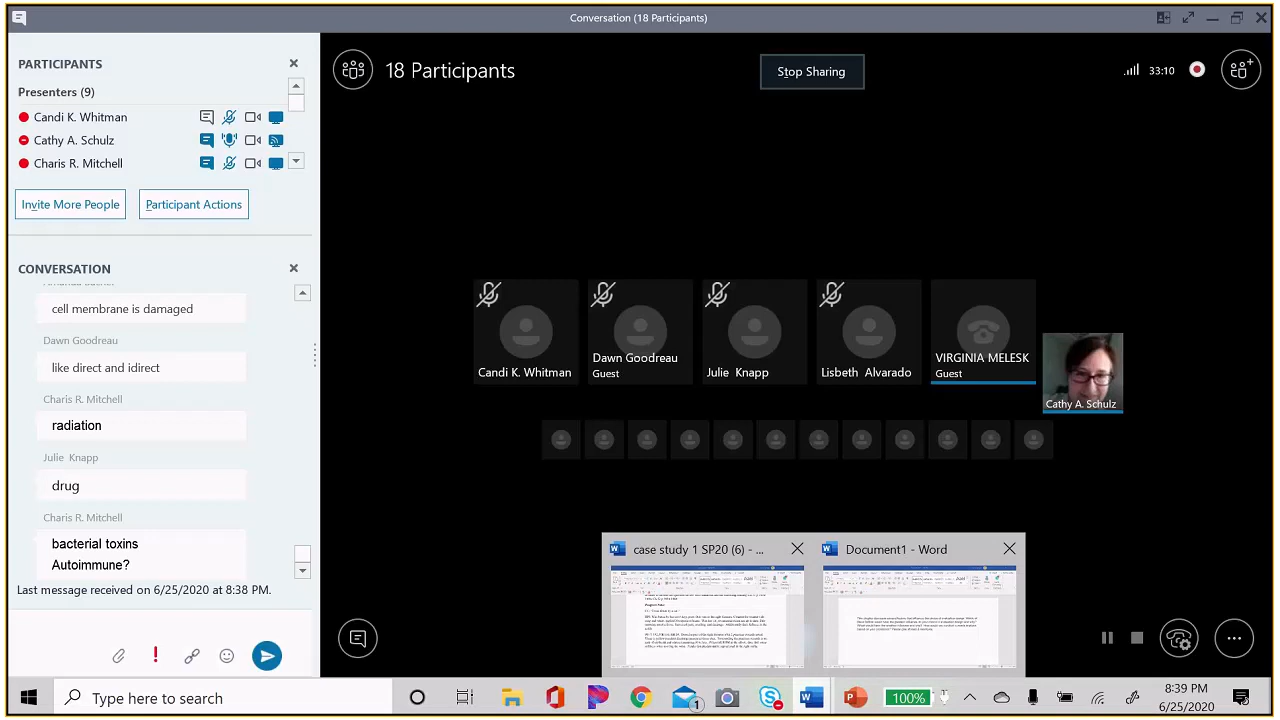 Conversation (18 Participants)
PARTICIPANTS
Presenters (9)
Candi K. Whitman
Cathy A. Schulz
Charis R. Mitchell
Invite More People
Participant Actions
CONVERSATION
cell membrane is damaged
Dawn Goodreau
like direct and idirect
Charis R. Mitchell
radiation
Julie Knapp
drug
Charis R. Mitchell
bacterial toxins
Autoimmune?
Last message received on 6/25/2020 at 8:33 PM.
18 Participants
Stop Sharing
33:10
Candi K. Whitman
Dawn Goodreau
Guest
Julie Knapp
Lisbeth Alvarado
VIRGINIA MELESK
Guest
Cathy A. Schulz
case study 1 SP20 (6) - ...
Document1 - Word
Type here to search
1
100%
8:39 PM
6/25/2020